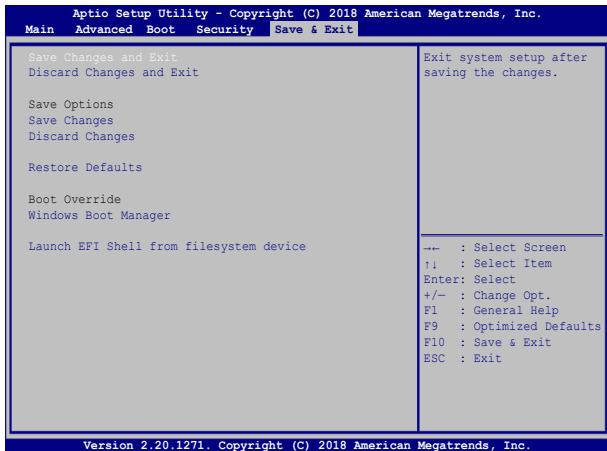 Aptio Setup Utility - Copyright (C) 2018 American Megatrends, Inc.
Main Advanced Boot Security Save & Exit
Save Changes and Exit
Discard Changes and Exit
Save Options
Save Changes
Discard Changes
Restore Defaults
Boot Override
Windows Boot Manager
Launch EFI Shell from filesystem device
Exit system setup after
saving the changes.
→← : Select Screen
↑↓ : Select Item
Enter: Select
+/— : Change Opt.
F1 : General Help
F9 : Optimized Defaults
F10 : Save & Exit
ESC : Exit
Version 2.20.1271. Copyright (C) 2018 American Megatrends, Inc.